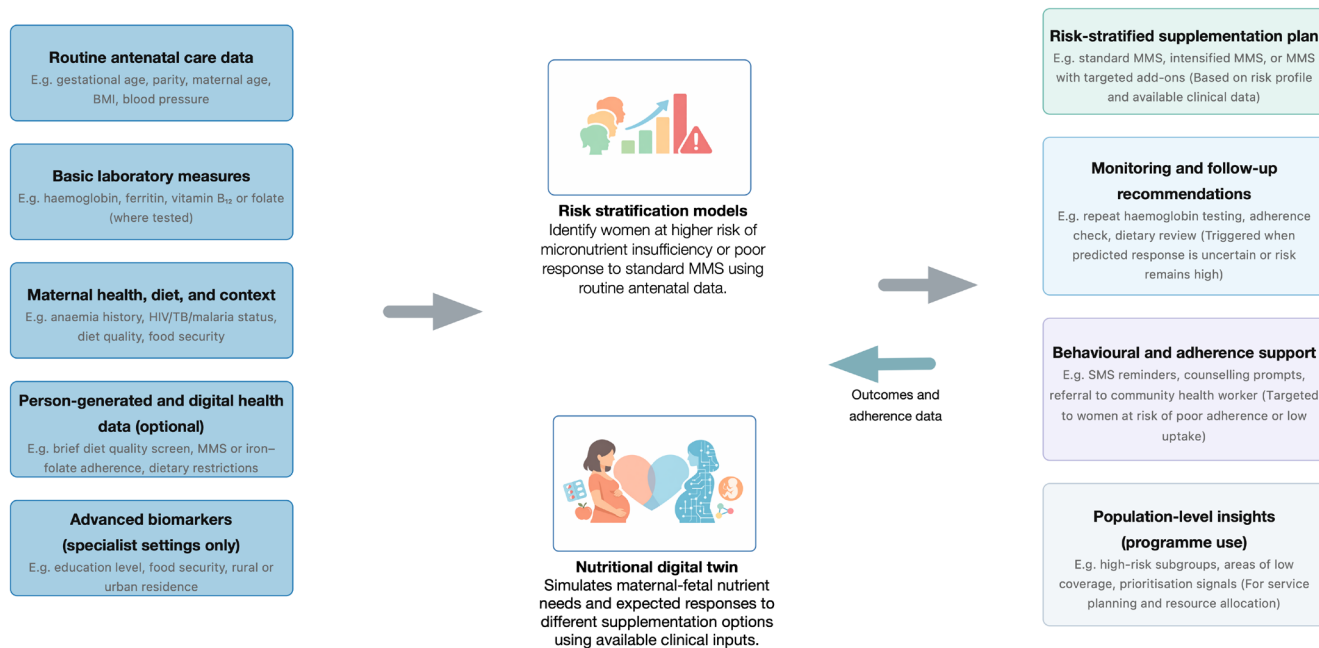 Routine antenatal care data
E.g. gestational age, parity, maternal age,
BMI, blood pressure
Basic laboratory measures
E.g. haemoglobin, ferritin, vitamin B₁₂ or folate
(where tested)
Maternal health, diet, and context
E.g. anaemia history, HIV/TB/malaria status,
diet quality, food security
Person-generated and digital health
data (optional)
E.g. brief diet quality screen, MMS or iron–
folate adherence, dietary restrictions
Advanced biomarkers
(specialist settings only)
E.g. education level, food security, rural or
urban residence
Risk stratification models
Identify women at higher risk of
micronutrient insufficiency or poor
response to standard MMS using
routine antenatal data.
Nutritional digital twin
Simulates maternal-fetal nutrient
needs and expected responses to
different supplementation options
using available clinical inputs.
Outcomes and
adherence data
Risk-stratified supplementation plan
E.g. standard MMS, intensified MMS, or MMS
with targeted add-ons (Based on risk profile
and available clinical data)
Monitoring and follow-up
recommendations
E.g. repeat haemoglobin testing, adherence
check, dietary review (Triggered when
predicted response is uncertain or risk
remains high)
Behavioural and adherence support
E.g. SMS reminders, counselling prompts,
referral to community health worker (Targeted
to women at risk of poor adherence or low
uptake)
Population-level insights
(programme use)
E.g. high-risk subgroups, areas of low
coverage, prioritisation signals (For service
planning and resource allocation)